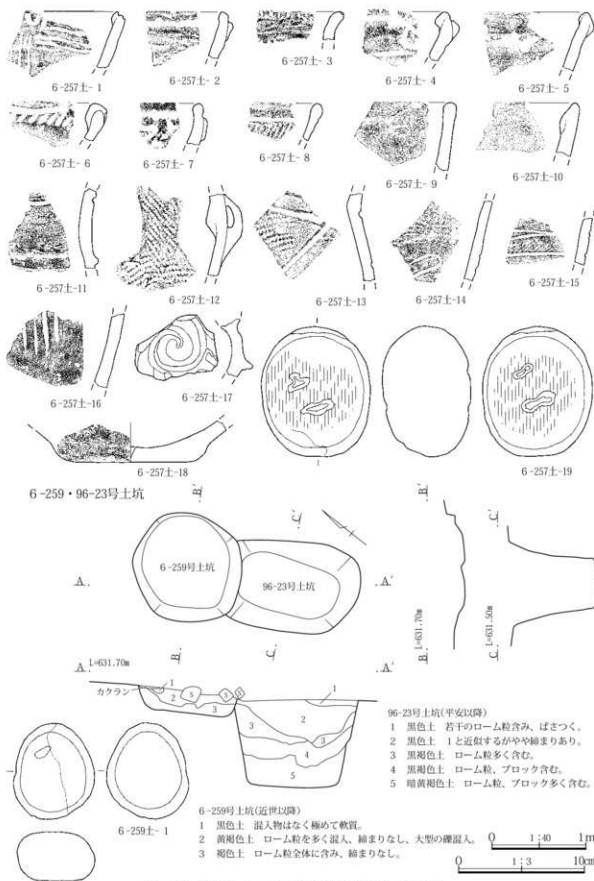 6-257土-1
6-257土-2
6-257土-3
6-257土-4
6-257土-5
6-257土-6
6-257土-7
6-257土-8
6-257土-9
6-257土-10
6-257土-11
6-257土-12
6-257土-13
6-257土-14
6-257土-15
6-257土-16
6-257土-17
6-257土-18
6-257土-19
6-259・96-23号土坑
B'
C'
A
6-259号土坑
96-23号土坑
A'
B
C
B'
C'
B L=631.70m
C L=631.50m
A L=631.70m
A'
カクラン
1
2
S
S
S
3
1
2
3
3
4
5
96-23号土坑(平安以降)
1 黒色土 若干のローム粒含み、ばさつく。
2 黒色土 1と近似するがやや締まりあり。
3 黒褐色土 ローム粒多く含む。
4 黒褐色土 ローム粒、ブロック含む。
5 暗黄褐色土 ローム粒、ブロック多く含む。
6-259土-1
6-259号土坑(近世以降)
1 黒色土 混入物はなく極めて軟質。
2 黄褐色土 ローム粒を多く混入、締まりなし、大型の礫混入。
3 褐色土 ローム粒全体に含み、締まりなし。
0 1:40 1m
0 1:3 10cm